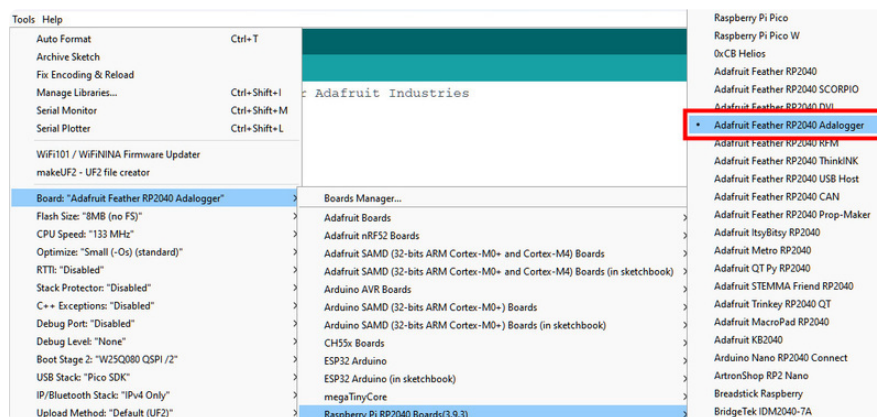 Tools Help
Auto Format Ctrl+T
Archive Sketch
Fix Encoding & Reload
Manage Libraries... Ctrl+Shift+I
Serial Monitor Ctrl+Shift+M
Serial Plotter Ctrl+Shift+L
WiFi101 / WiFiNINA Firmware Updater
makeUF2 - UF2 file creator
Board: "Adafruit Feather RP2040 Adalogger"
Flash Size: "8MB (no FS)"
CPU Speed: "133 MHz"
Optimize: "Small (-Os) (standard)"
RTTI: "Disabled"
Stack Protector: "Disabled"
C++ Exceptions: "Disabled"
Debug Port: "Disabled"
Debug Level: "None"
Boot Stage 2: "W25Q080 QSPI /2"
USB Stack: "Pico SDK"
IP/Bluetooth Stack: "IPv4 Only"
Upload Method: "Default (UF2)"
r Adafruit Industries
Boards Manager...
Adafruit Boards
Adafruit nRF52 Boards
Adafruit SAMD (32-bits ARM Cortex-M0+ and Cortex-M4) Boards
Adafruit SAMD (32-bits ARM Cortex-M0+ and Cortex-M4) Boards (in sketchbook)
Arduino AVR Boards
Arduino SAMD (32-bits ARM Cortex-M0+) Boards
Arduino SAMD (32-bits ARM Cortex-M0+) Boards (in sketchbook)
CH55x Boards
ESP32 Arduino
ESP32 Arduino (in sketchbook)
megaTinyCore
Raspberry Pi RP2040 Boards(3.9.3)
Raspberry Pi Pico
Raspberry Pi Pico W
0xCB Helios
Adafruit Feather RP2040
Adafruit Feather RP2040 SCORPIO
Adafruit Feather RP2040 DVI
Adafruit Feather RP2040 Adalogger
Adafruit Feather RP2040 RFM
Adafruit Feather RP2040 ThinkINK
Adafruit Feather RP2040 USB Host
Adafruit Feather RP2040 CAN
Adafruit Feather RP2040 Prop-Maker
Adafruit ItsyBitsy RP2040
Adafruit Metro RP2040
Adafruit QT Py RP2040
Adafruit STEMMA Friend RP2040
Adafruit Trinkey RP2040 QT
Adafruit MacroPad RP2040
Adafruit KB2040
Arduino Nano RP2040 Connect
ArtronShop RP2 Nano
Breadstick Raspberry
BridgeTek IDM2040-7A